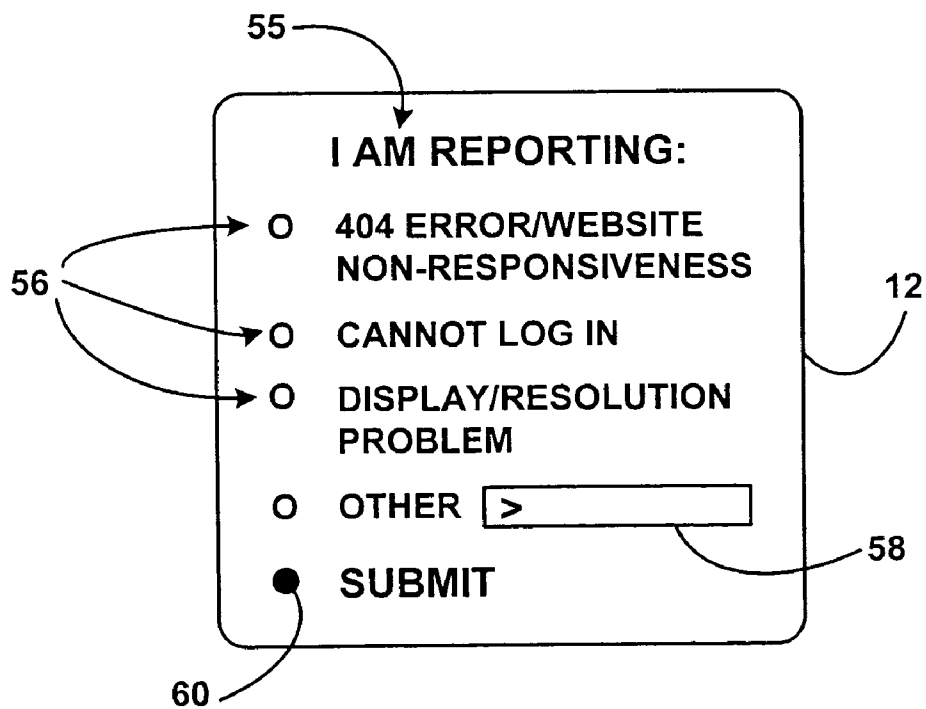 55
I AM REPORTING:
O 404 ERROR/WEBSITE
NON-RESPONSIVENESS
56
12
O CANNOT LOG IN
O DISPLAY/RESOLUTION
PROBLEM
O OTHER >
58
SUBMIT
60